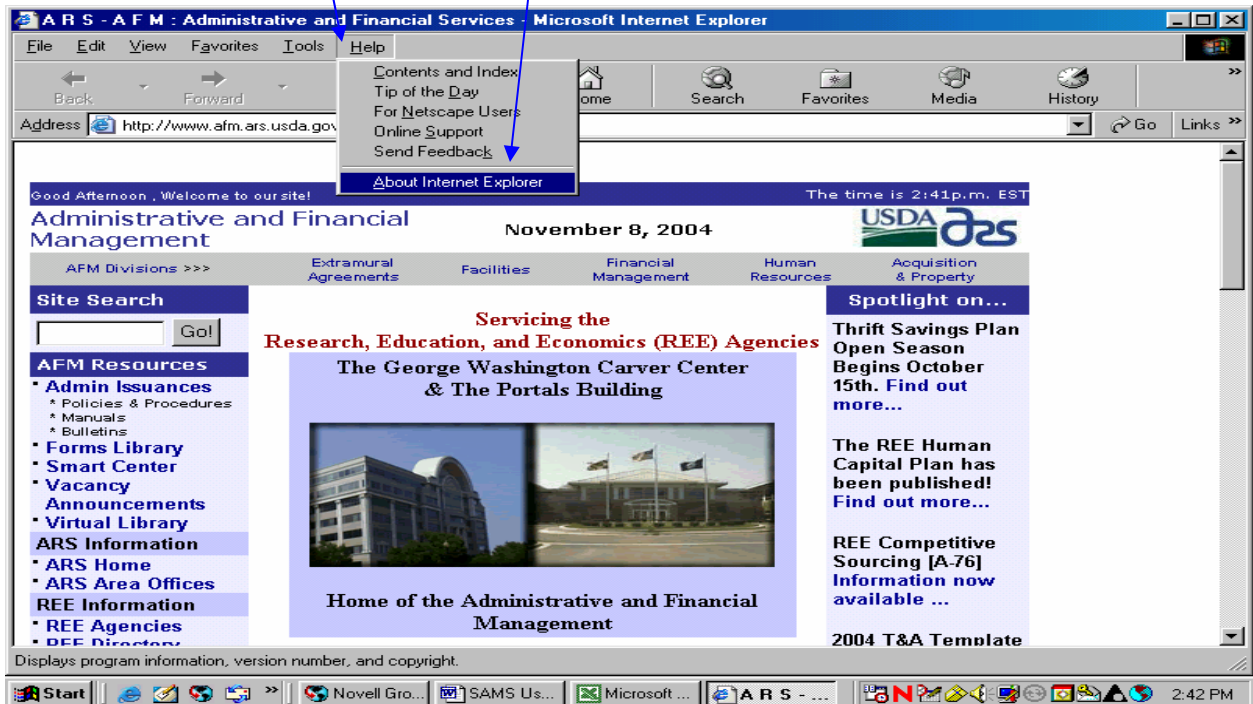 A R S - A F M : Administrative and Financial Services - Microsoft Internet Explorer
File Edit View Favorites Tools Help
Contents and Index
Tip of the Day
For Netscape Users
Online Support
Send Feedback
About Internet Explorer
Back Forward ome Search Favorites Media History »
Address http://www.afm.ars.usda.gov Go Links »
Good Afternoon , Welcome to our site! The time is 2:41p.m. EST
Administrative and Financial
Management
November 8, 2004
USDA ars
AFM Divisions >>>
Extramural
Agreements
Facilities
Financial
Management
Human
Resources
Acquisition
& Property
Site Search
Go!
AFM Resources
Admin Issuances
* Policies & Procedures
* Manuals
* Bulletins
Forms Library
Smart Center
Vacancy
Announcements
Virtual Library
ARS Information
ARS Home
ARS Area Offices
REE Information
REE Agencies
REE Directory
Servicing the
Research, Education, and Economics (REE) Agencies
The George Washington Carver Center
& The Portals Building
Home of the Administrative and Financial
Management
Spotlight on...
Thrift Savings Plan
Open Season
Begins October
15th. Find out
more...
The REE Human
Capital Plan has
been published!
Find out more...
REE Competitive
Sourcing [A-76]
Information now
available ...
2004 T&A Template
Displays program information, version number, and copyright.
Start » Novell Gro... SAMS Us... Microsoft ... A R S - ... 2:42 PM